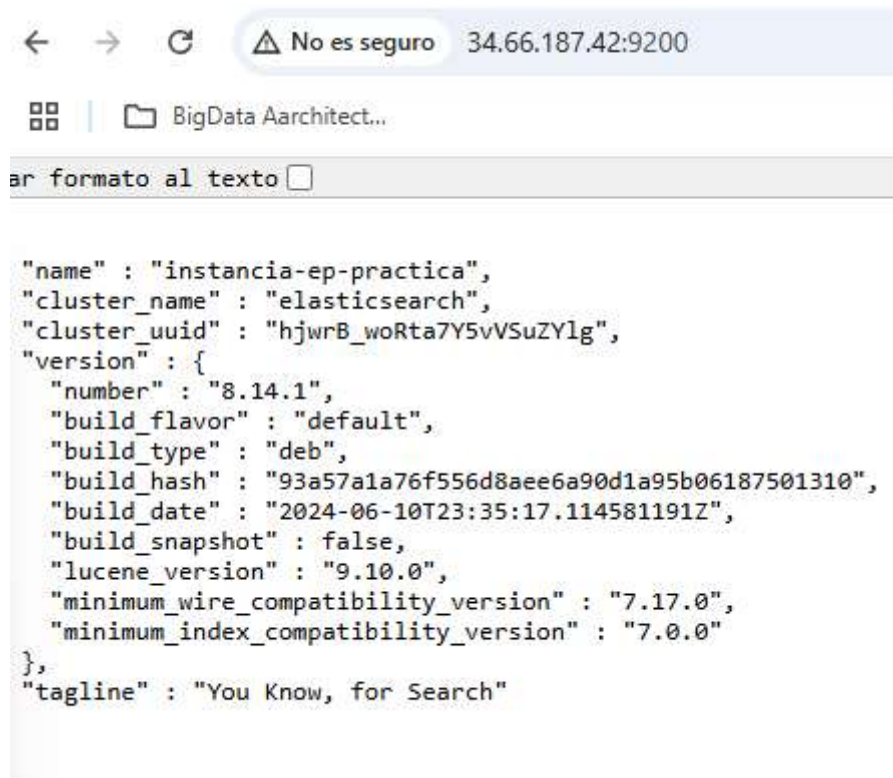 No es seguro 34.66.187.42:9200
BigData Aarchitect...
ar formato al texto
"name" : "instancia-ep-practica",
"cluster_name" : "elasticsearch",
"cluster_uuid" : "hjwrB_woRta7Y5vVSuZYlg",
"version" : {
"number" : "8.14.1",
"build_flavor" : "default",
"build_type" : "deb",
"build_hash" : "93a57a1a76f556d8aee6a90d1a95b06187501310",
"build_date" : "2024-06-10T23:35:17.114581191Z",
"build_snapshot" : false,
"lucene_version" : "9.10.0",
"minimum_wire_compatibility_version" : "7.17.0",
"minimum_index_compatibility_version" : "7.0.0"
},
"tagline" : "You Know, for Search"